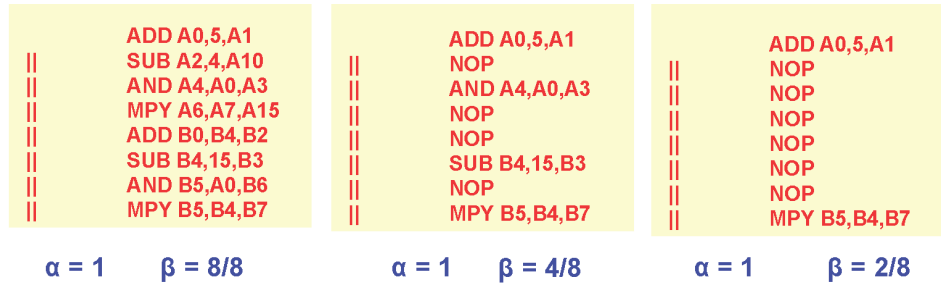 ADD A0,5,A1
|| SUB A2,4,A10
|| AND A4,A0,A3
|| MPY A6,A7,A15
|| ADD B0,B4,B2
|| SUB B4,15,B3
|| AND B5,A0,B6
|| MPY B5,B4,B7
α = 1 β = 8/8
ADD A0,5,A1
|| NOP
|| AND A4,A0,A3
|| NOP
|| NOP
|| SUB B4,15,B3
|| NOP
|| MPY B5,B4,B7
α = 1 β = 4/8
ADD A0,5,A1
|| NOP
|| NOP
|| NOP
|| NOP
|| NOP
|| NOP
|| MPY B5,B4,B7
α = 1 β = 2/8